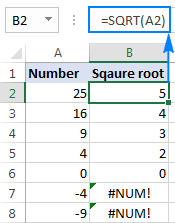 B2 =SQRT(A2)
A B
1 Number Sqaure root
2 25 5
3 16 4
4 9 3
5 4 2
6 0 0
7 -4 #NUM!
8 -9 #NUM!